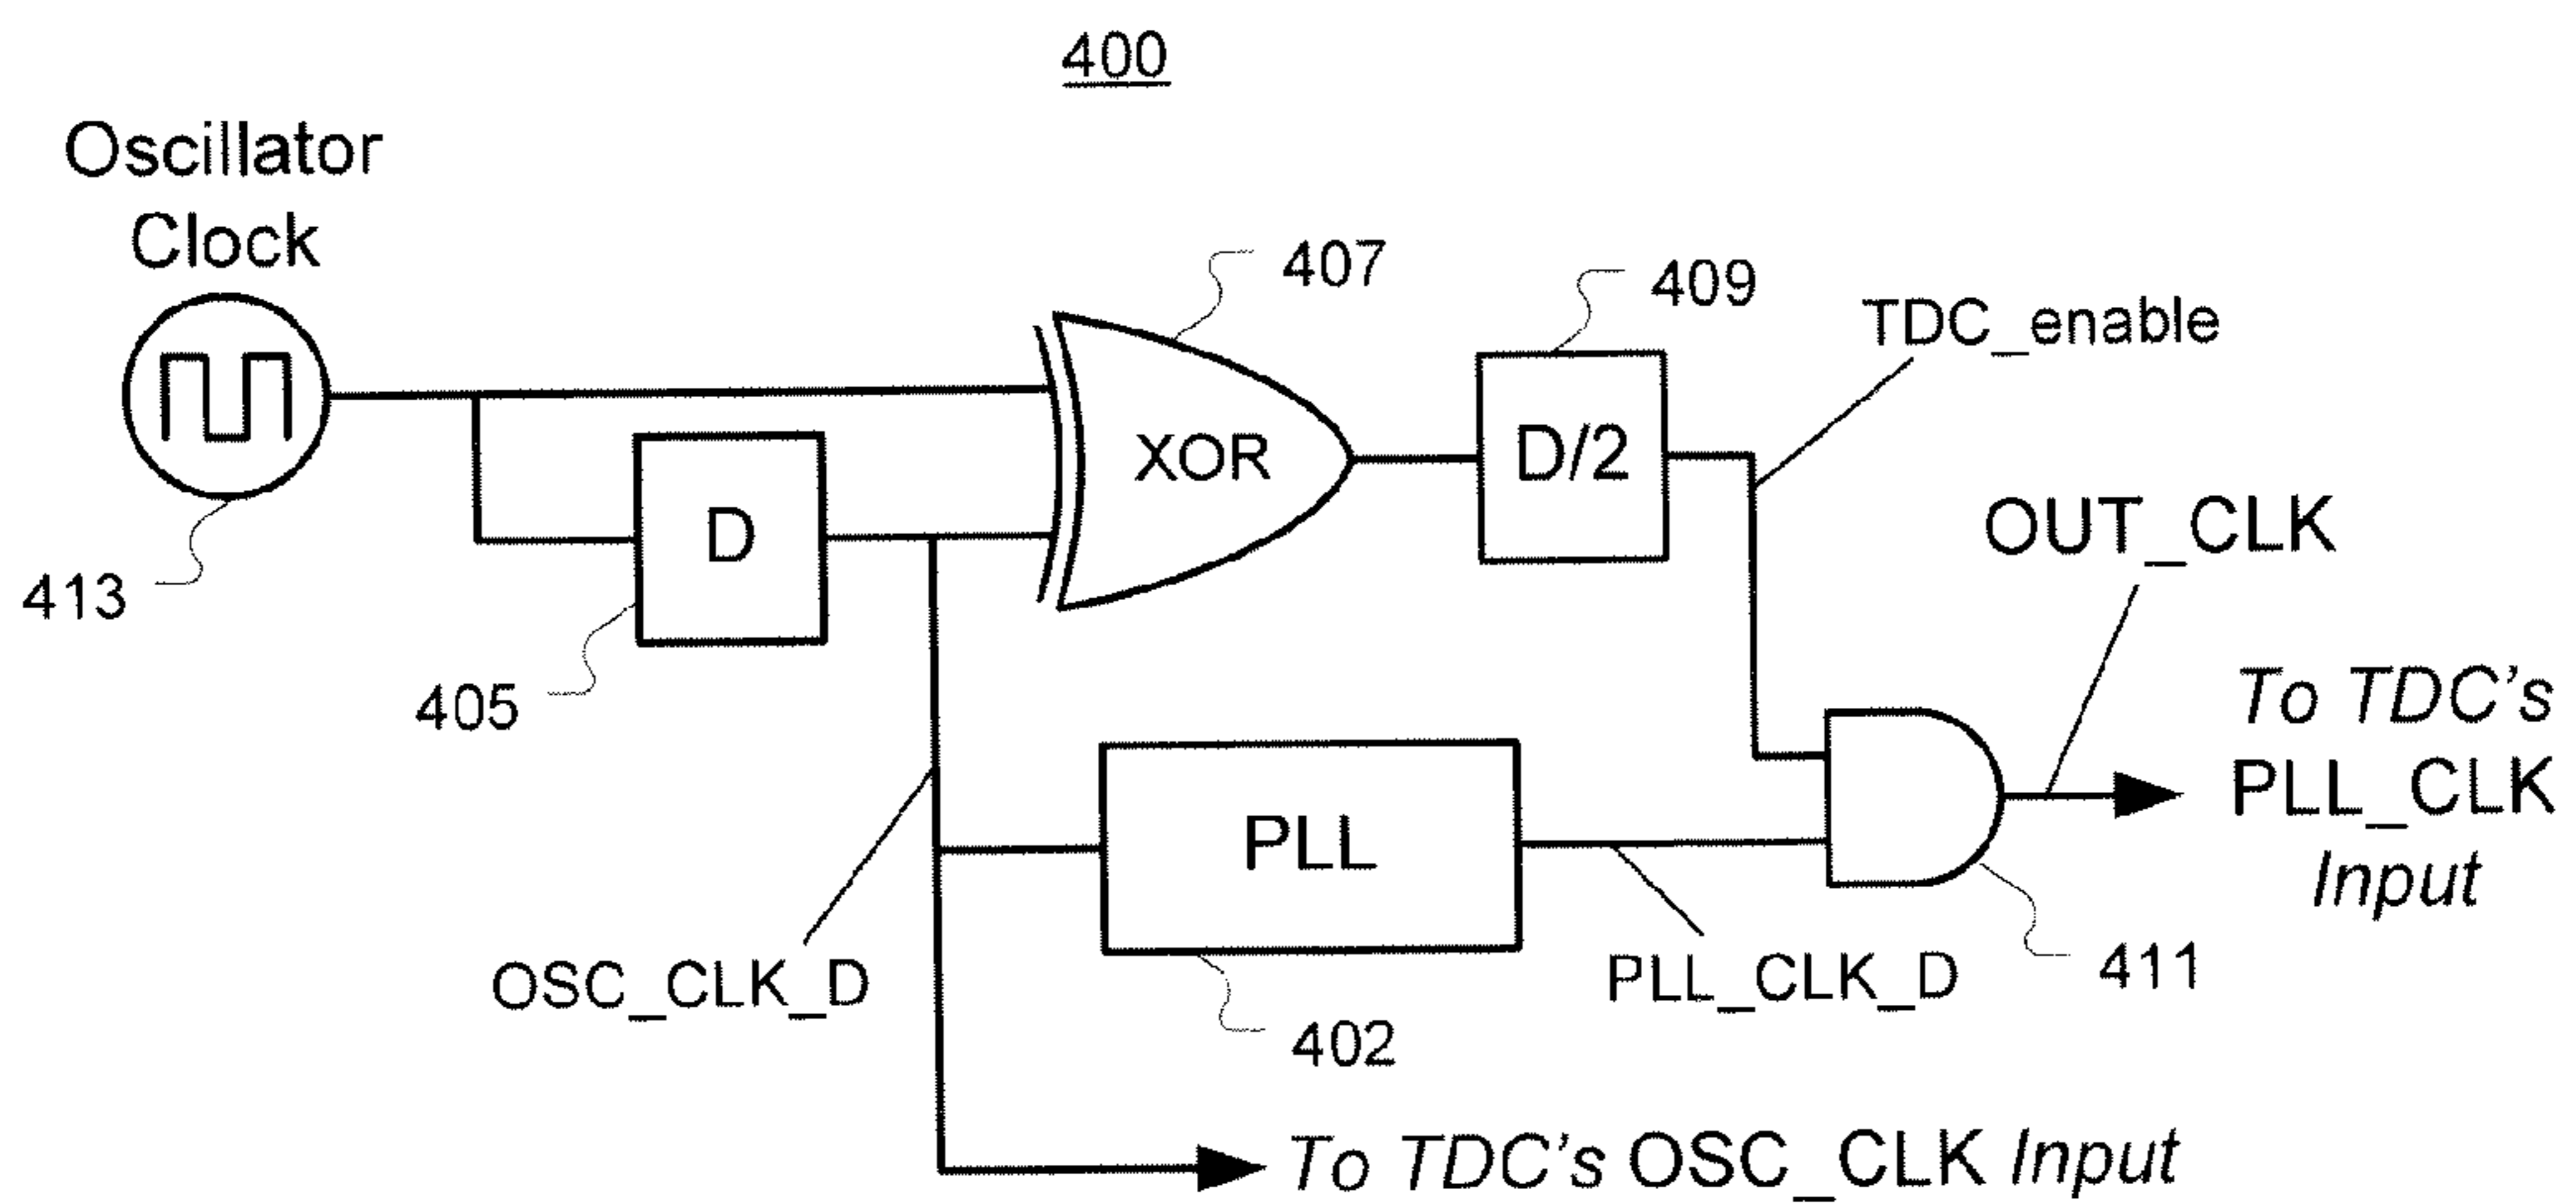 400
Oscillator
Clock
407
409
TDC_enable
XOR
D/2
D
OUT_CLK
413
405
To TDC's
PLL_CLK
Input
PLL
OSC_CLK_D
PLL_CLK_D
411
402
To TDC's OSC_CLK Input